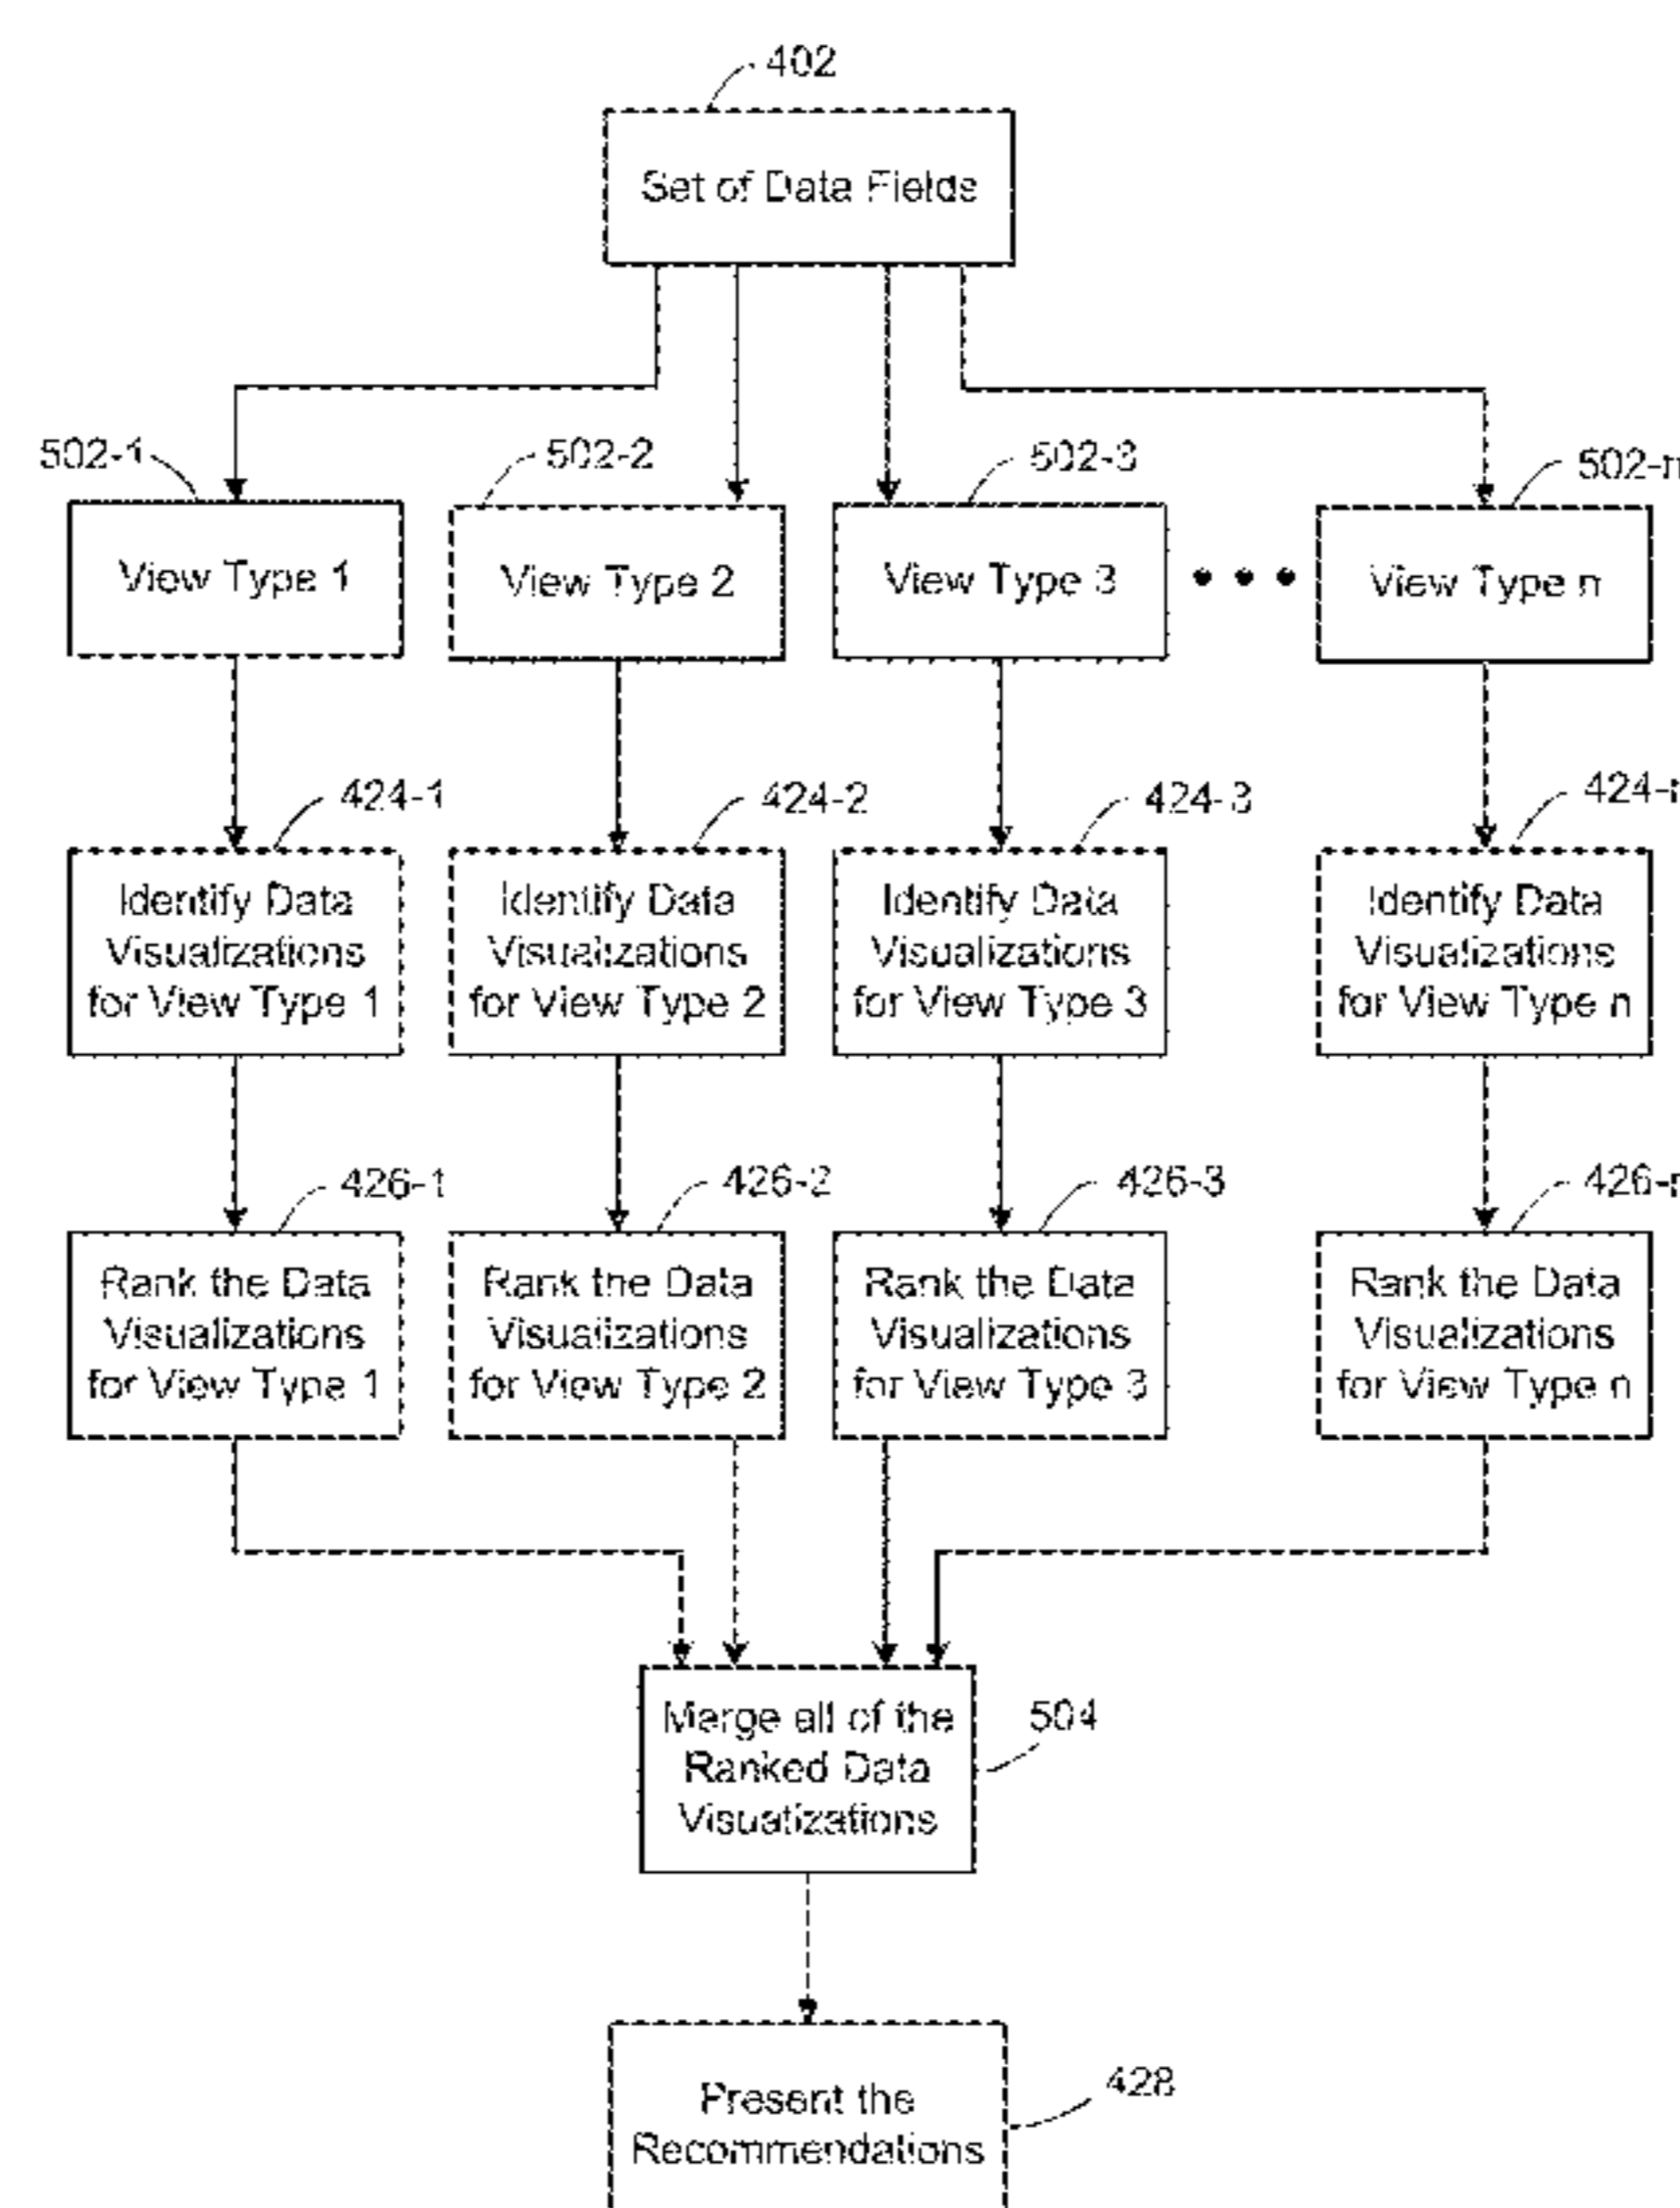 402
Set of Data Fields
502-1
502-2
502-3
502-n
View Type 1
View Type 2
View Type 3
View Type n
424-1
424-2
424-3
424-n
Identify Data
Visualizations
for View Type 1
Identify Data
Visualizations
for View Type 2
Identify Data
Visualizations
for View Type 3
Identify Data
Visualizations
for View Type n
426-1
426-2
426-3
426-n
Rank the Data
Visualizations
for View Type 1
Rank the Data
Visualizations
for View Type 2
Rank the Data
Visualizations
for View Type 3
Rank the Data
Visualizations
for View Type n
Merge all of the
Ranked Data
Visualizations
504
Present the
Recommendations
428